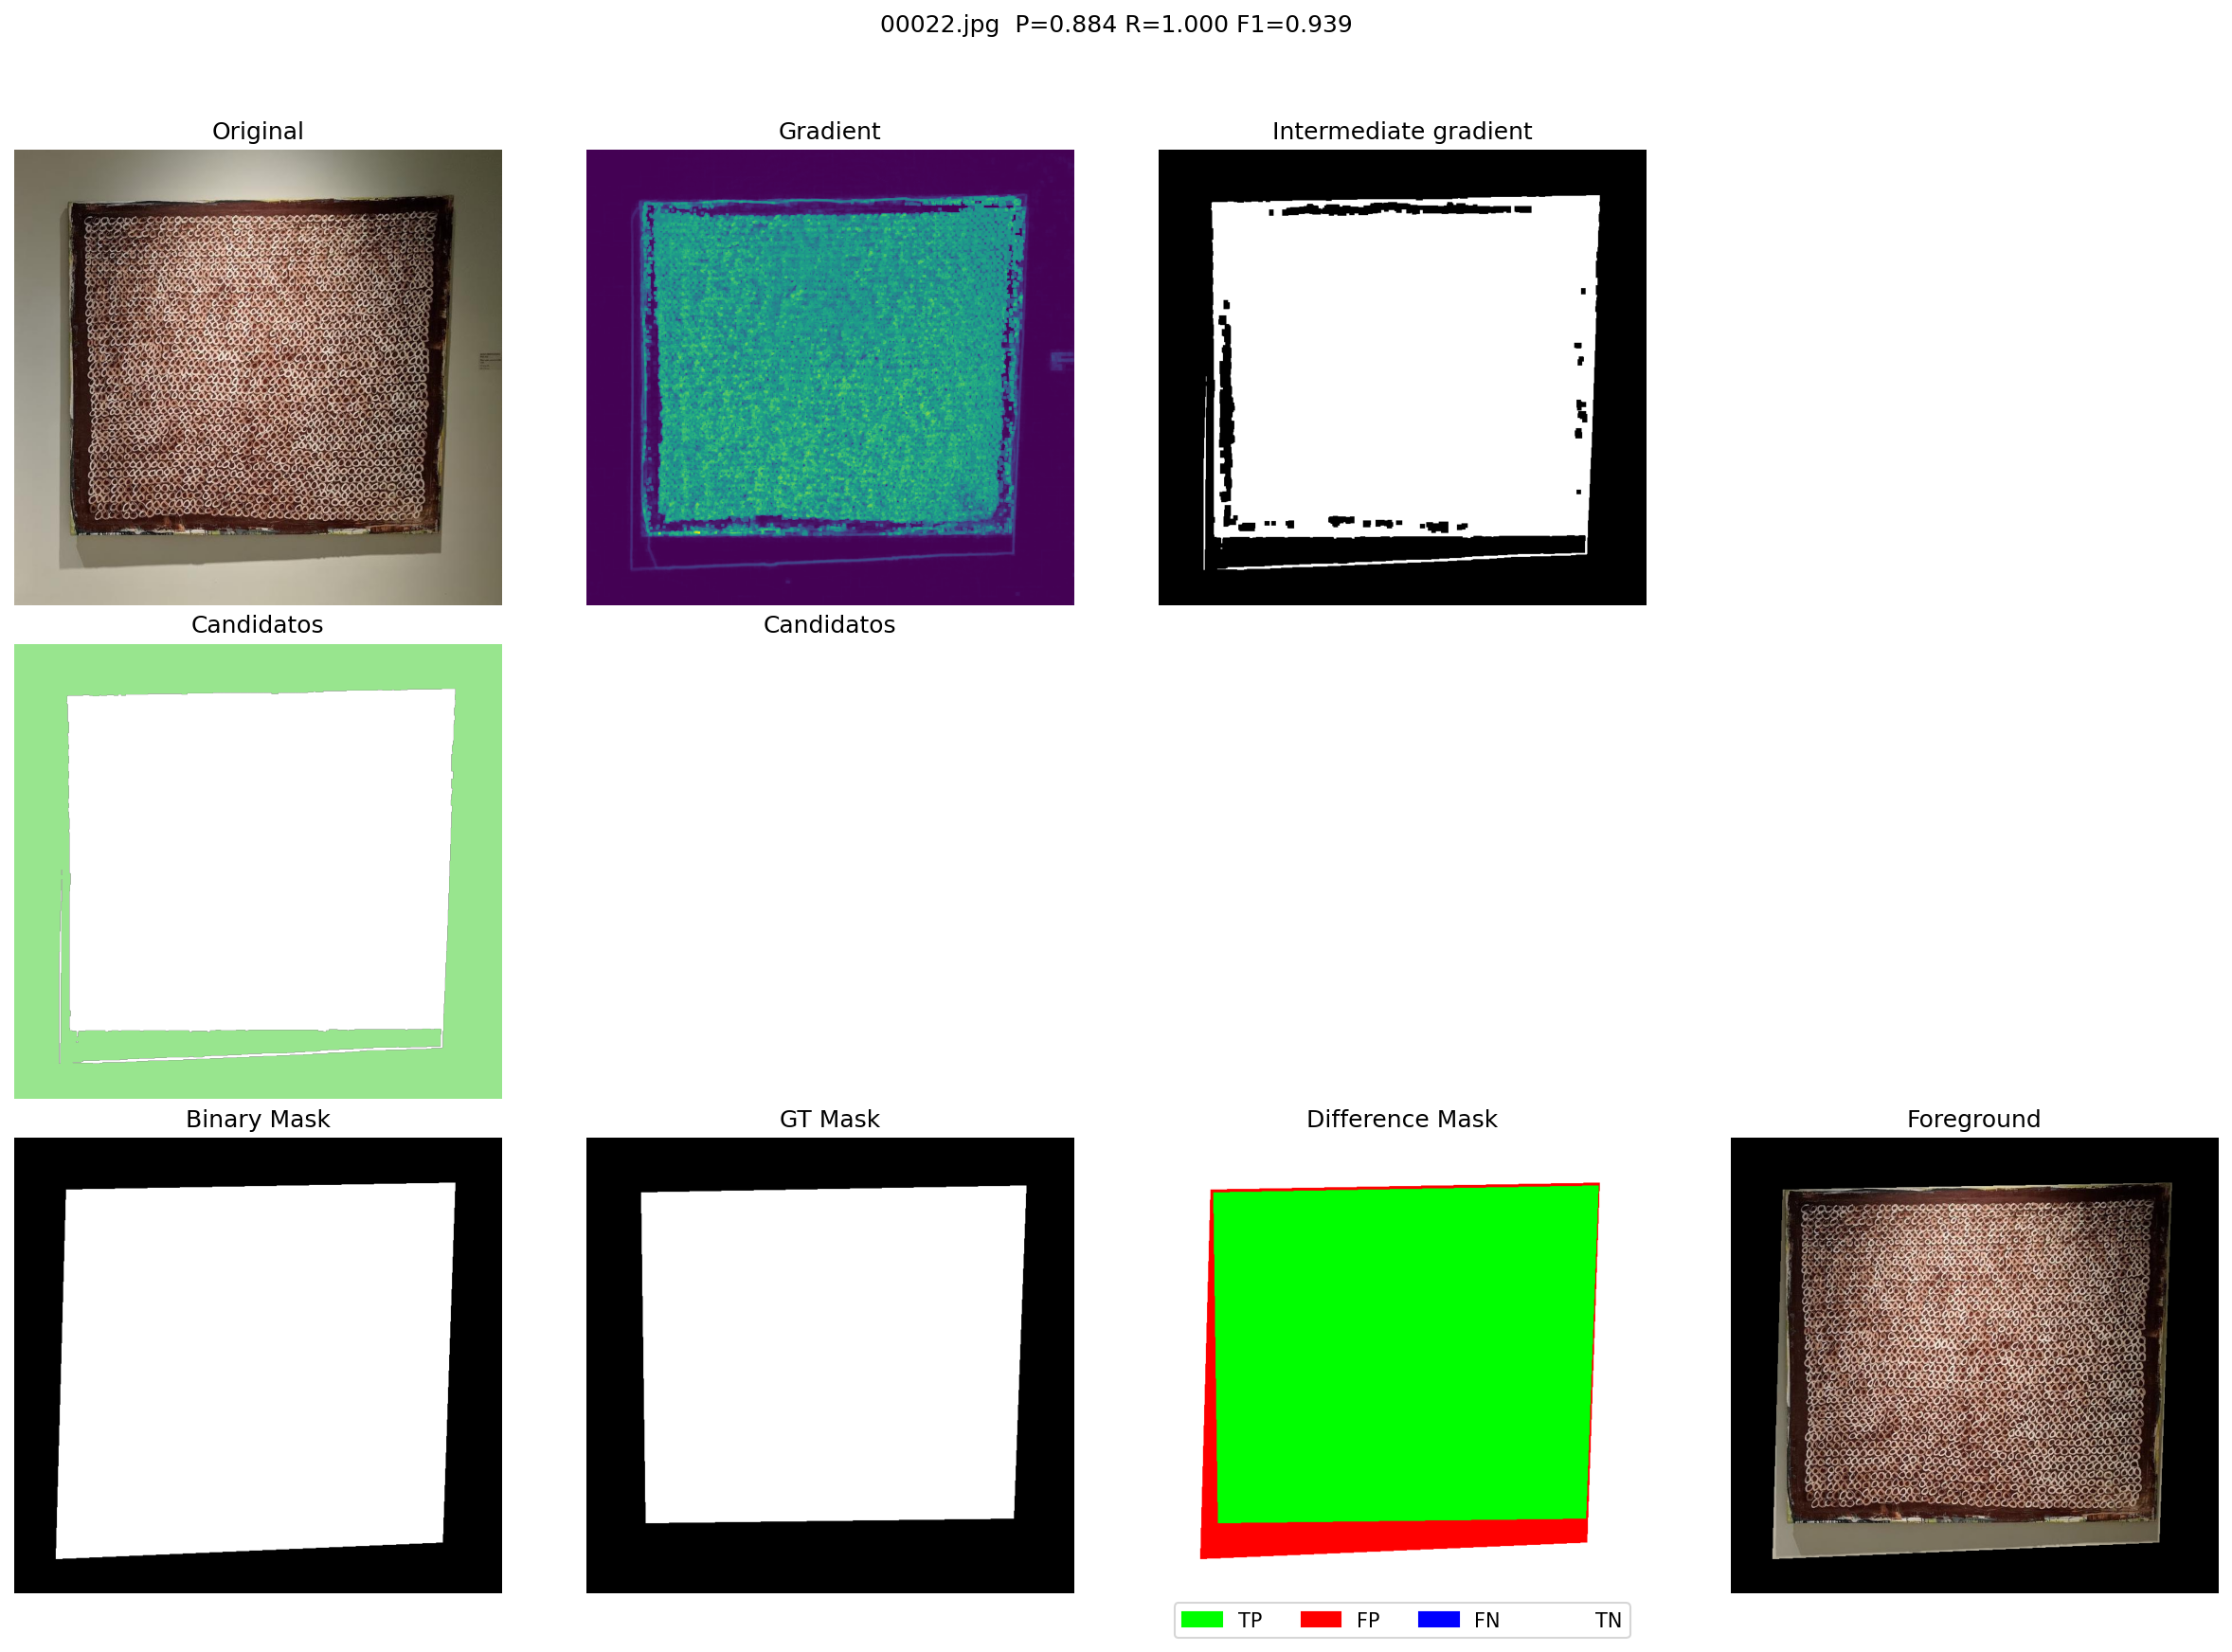 00022.jpg  P=0.884 R=1.000 F1=0.939
Original
Gradient
Intermediate gradient
Candidatos
Candidatos
Binary Mask
GT Mask
Difference Mask
Foreground
TP
FP
FN
TN